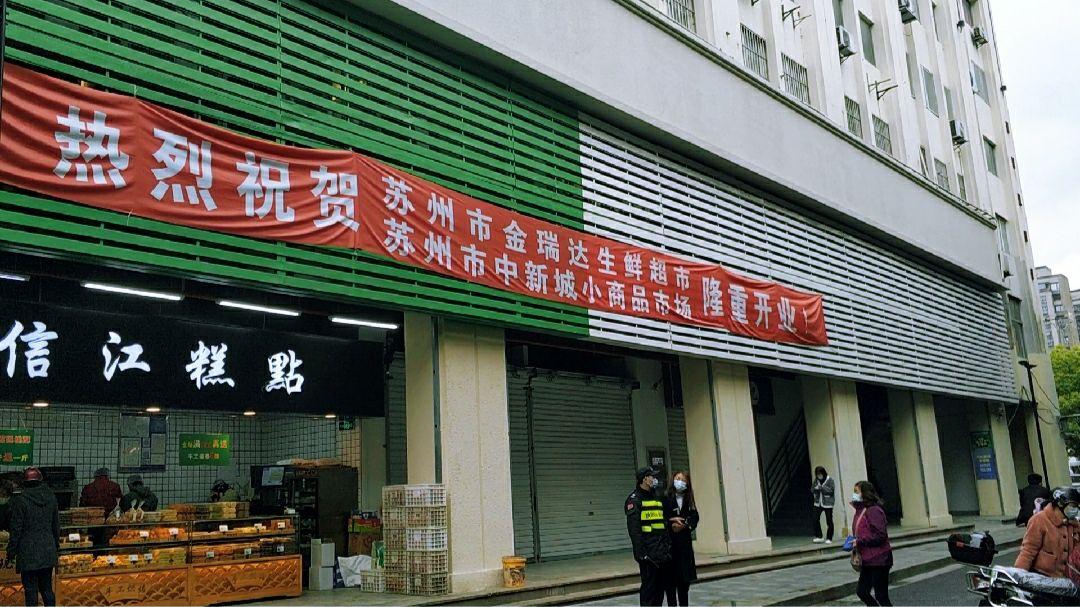 热烈祝贺
苏州市金瑞达生鲜超市
苏州市中新城小商品市场
隆重开业！
信江糕點